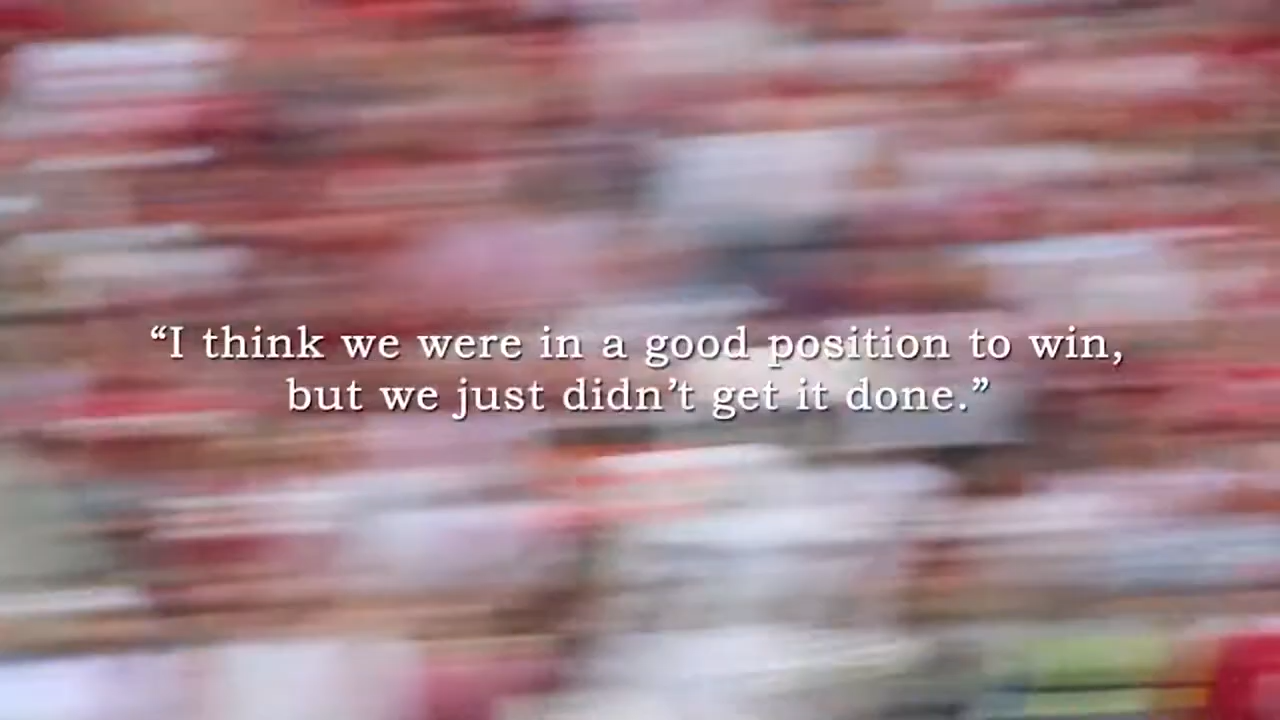 “I think we were in a good position to win,
but we just didn’t get it done.”